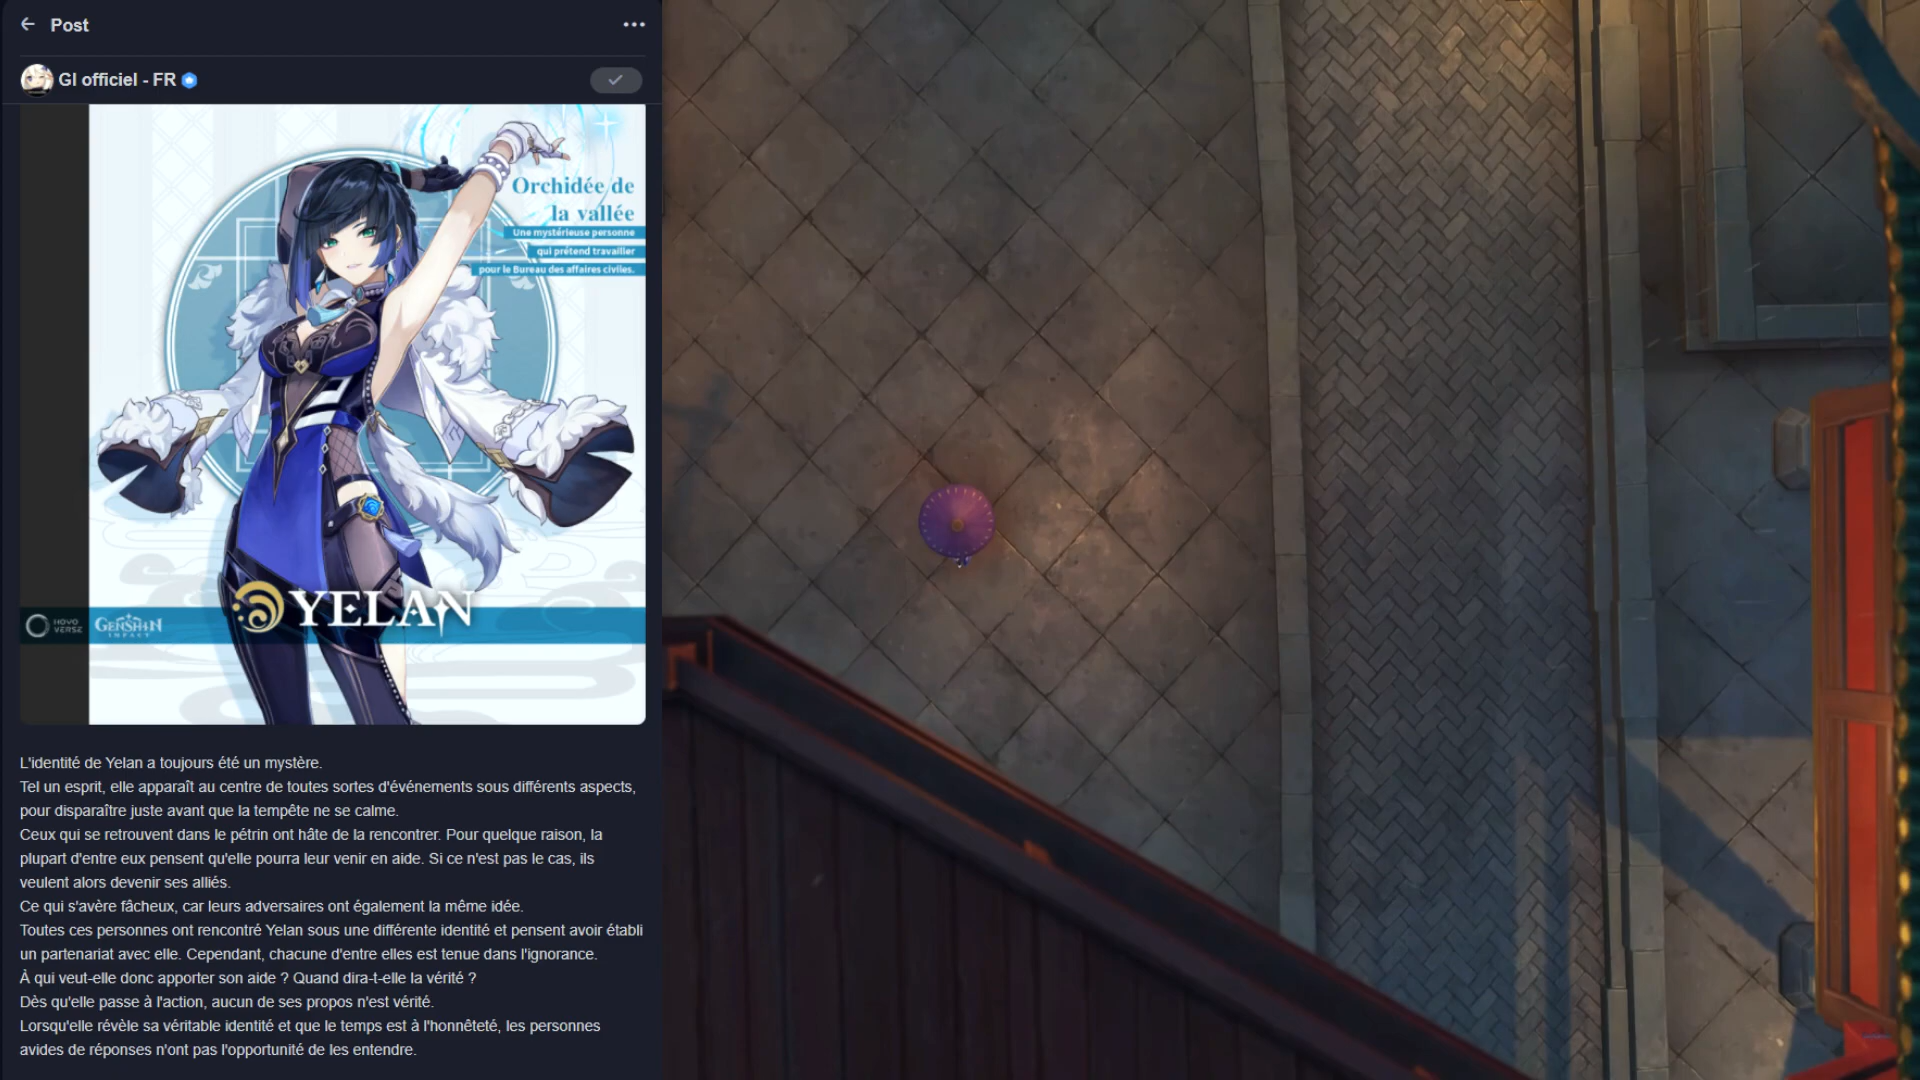 Post
GI officiel - FR
Orchidée de
la vallée
Une mystérieuse personne
qui prétend travailler
pour le Bureau des affaires civiles.
YELAN
HOYO
VERSE
GENSHIN
IMPACT
L'identité de Yelan a toujours été un mystère.
Tel un esprit, elle apparaît au centre de toutes sortes d'événements sous différents aspects,
pour disparaître juste avant que la tempête ne se calme.
Ceux qui se retrouvent dans le pétrin ont hâte de la rencontrer. Pour quelque raison, la
plupart d'entre eux pensent qu'elle pourra leur venir en aide. Si ce n'est pas le cas, ils
veulent alors devenir ses alliés.
Ce qui s'avère fâcheux, car leurs adversaires ont également la même idée.
Toutes ces personnes ont rencontré Yelan sous une différente identité et pensent avoir établi
un partenariat avec elle. Cependant, chacune d'entre elles est tenue dans l'ignorance.
À qui veut-elle donc apporter son aide ? Quand dira-t-elle la vérité ?
Dès qu'elle passe à l'action, aucun de ses propos n'est vérité.
Lorsqu'elle révèle sa véritable identité et que le temps est à l'honnêteté, les personnes
avides de réponses n'ont pas l'opportunité de les entendre.